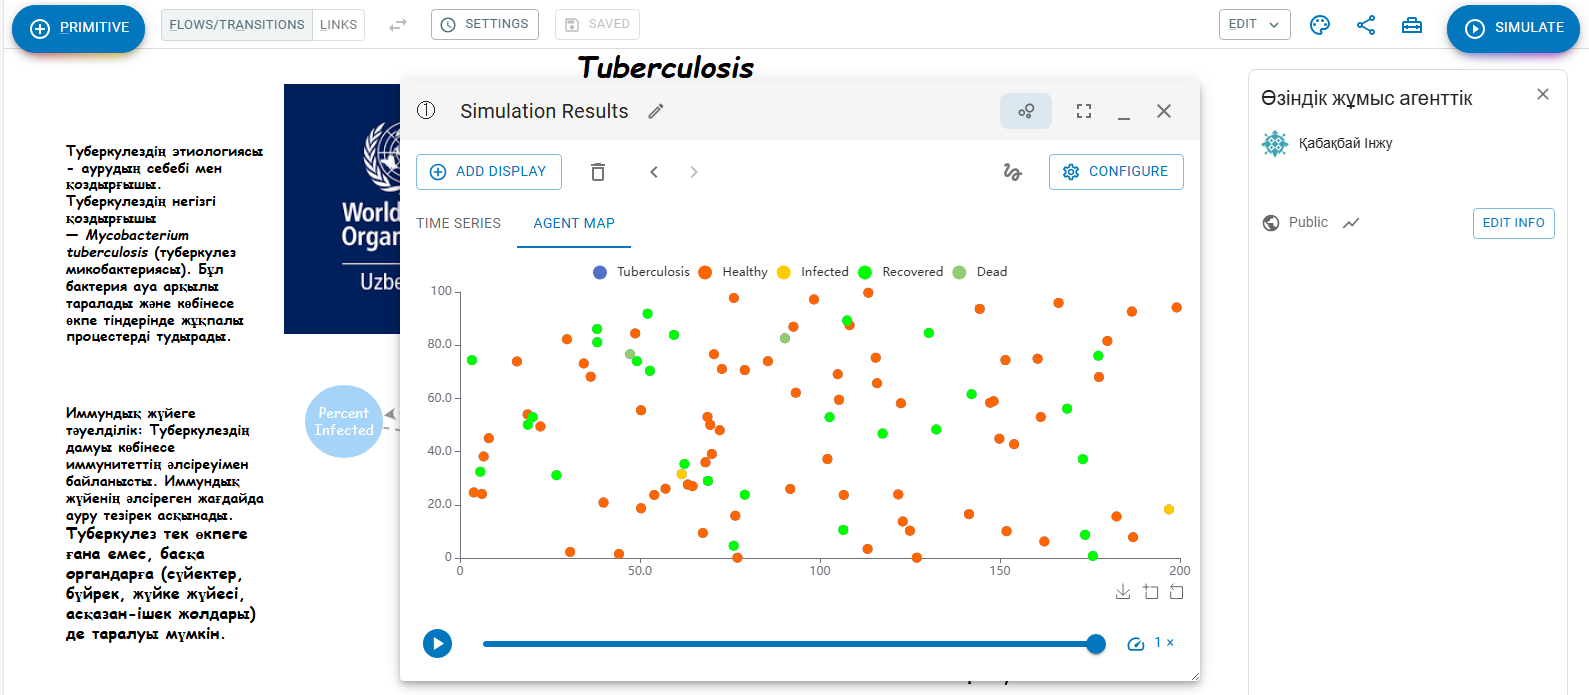 PRIMITIVE
FLOWS/TRANSITIONS
LINKS
SETTINGS
SAVED
EDIT
SIMULATE
Tuberculosis
Туберкулездің этиологиясы
- аурудың себебі мен
қоздырғышы.
Туберкулездің негізгі
қоздырғышы
— Mycobacterium
tuberculosis (туберкулез
микобактериясы). Бұл
бактерия ауа арқылы
таралады және көбінесе
өкпе тіндерінде жұқпалы
процестерді тудырады.
World
Organ
Uzbe
Иммундық жүйеге
тәуелділік: Туберкулездің
дамуы көбінесе
иммунитеттің әлсіреуімен
байланысты. Иммундық
жүйенің әлсіреген жағдайда
ауру тезірек асқынады.
Туберкулез тек өкпеге
ғана емес, басқа
органдарға (сүйектер,
бүйрек, жүйке жүйесі,
асқазан-ішек жолдары)
де таралуы мүмкін.
Percent
Infected
1
Simulation Results
ADD DISPLAY
CONFIGURE
TIME SERIES
AGENT MAP
Tuberculosis
Healthy
Infected
Recovered
Dead
100
80.0
60.0
40.0
20.0
0
0
50.0
100
150
200
1 ×
Өзіндік жұмыс агенттік
Қабақбай Інжу
Public
EDIT INFO